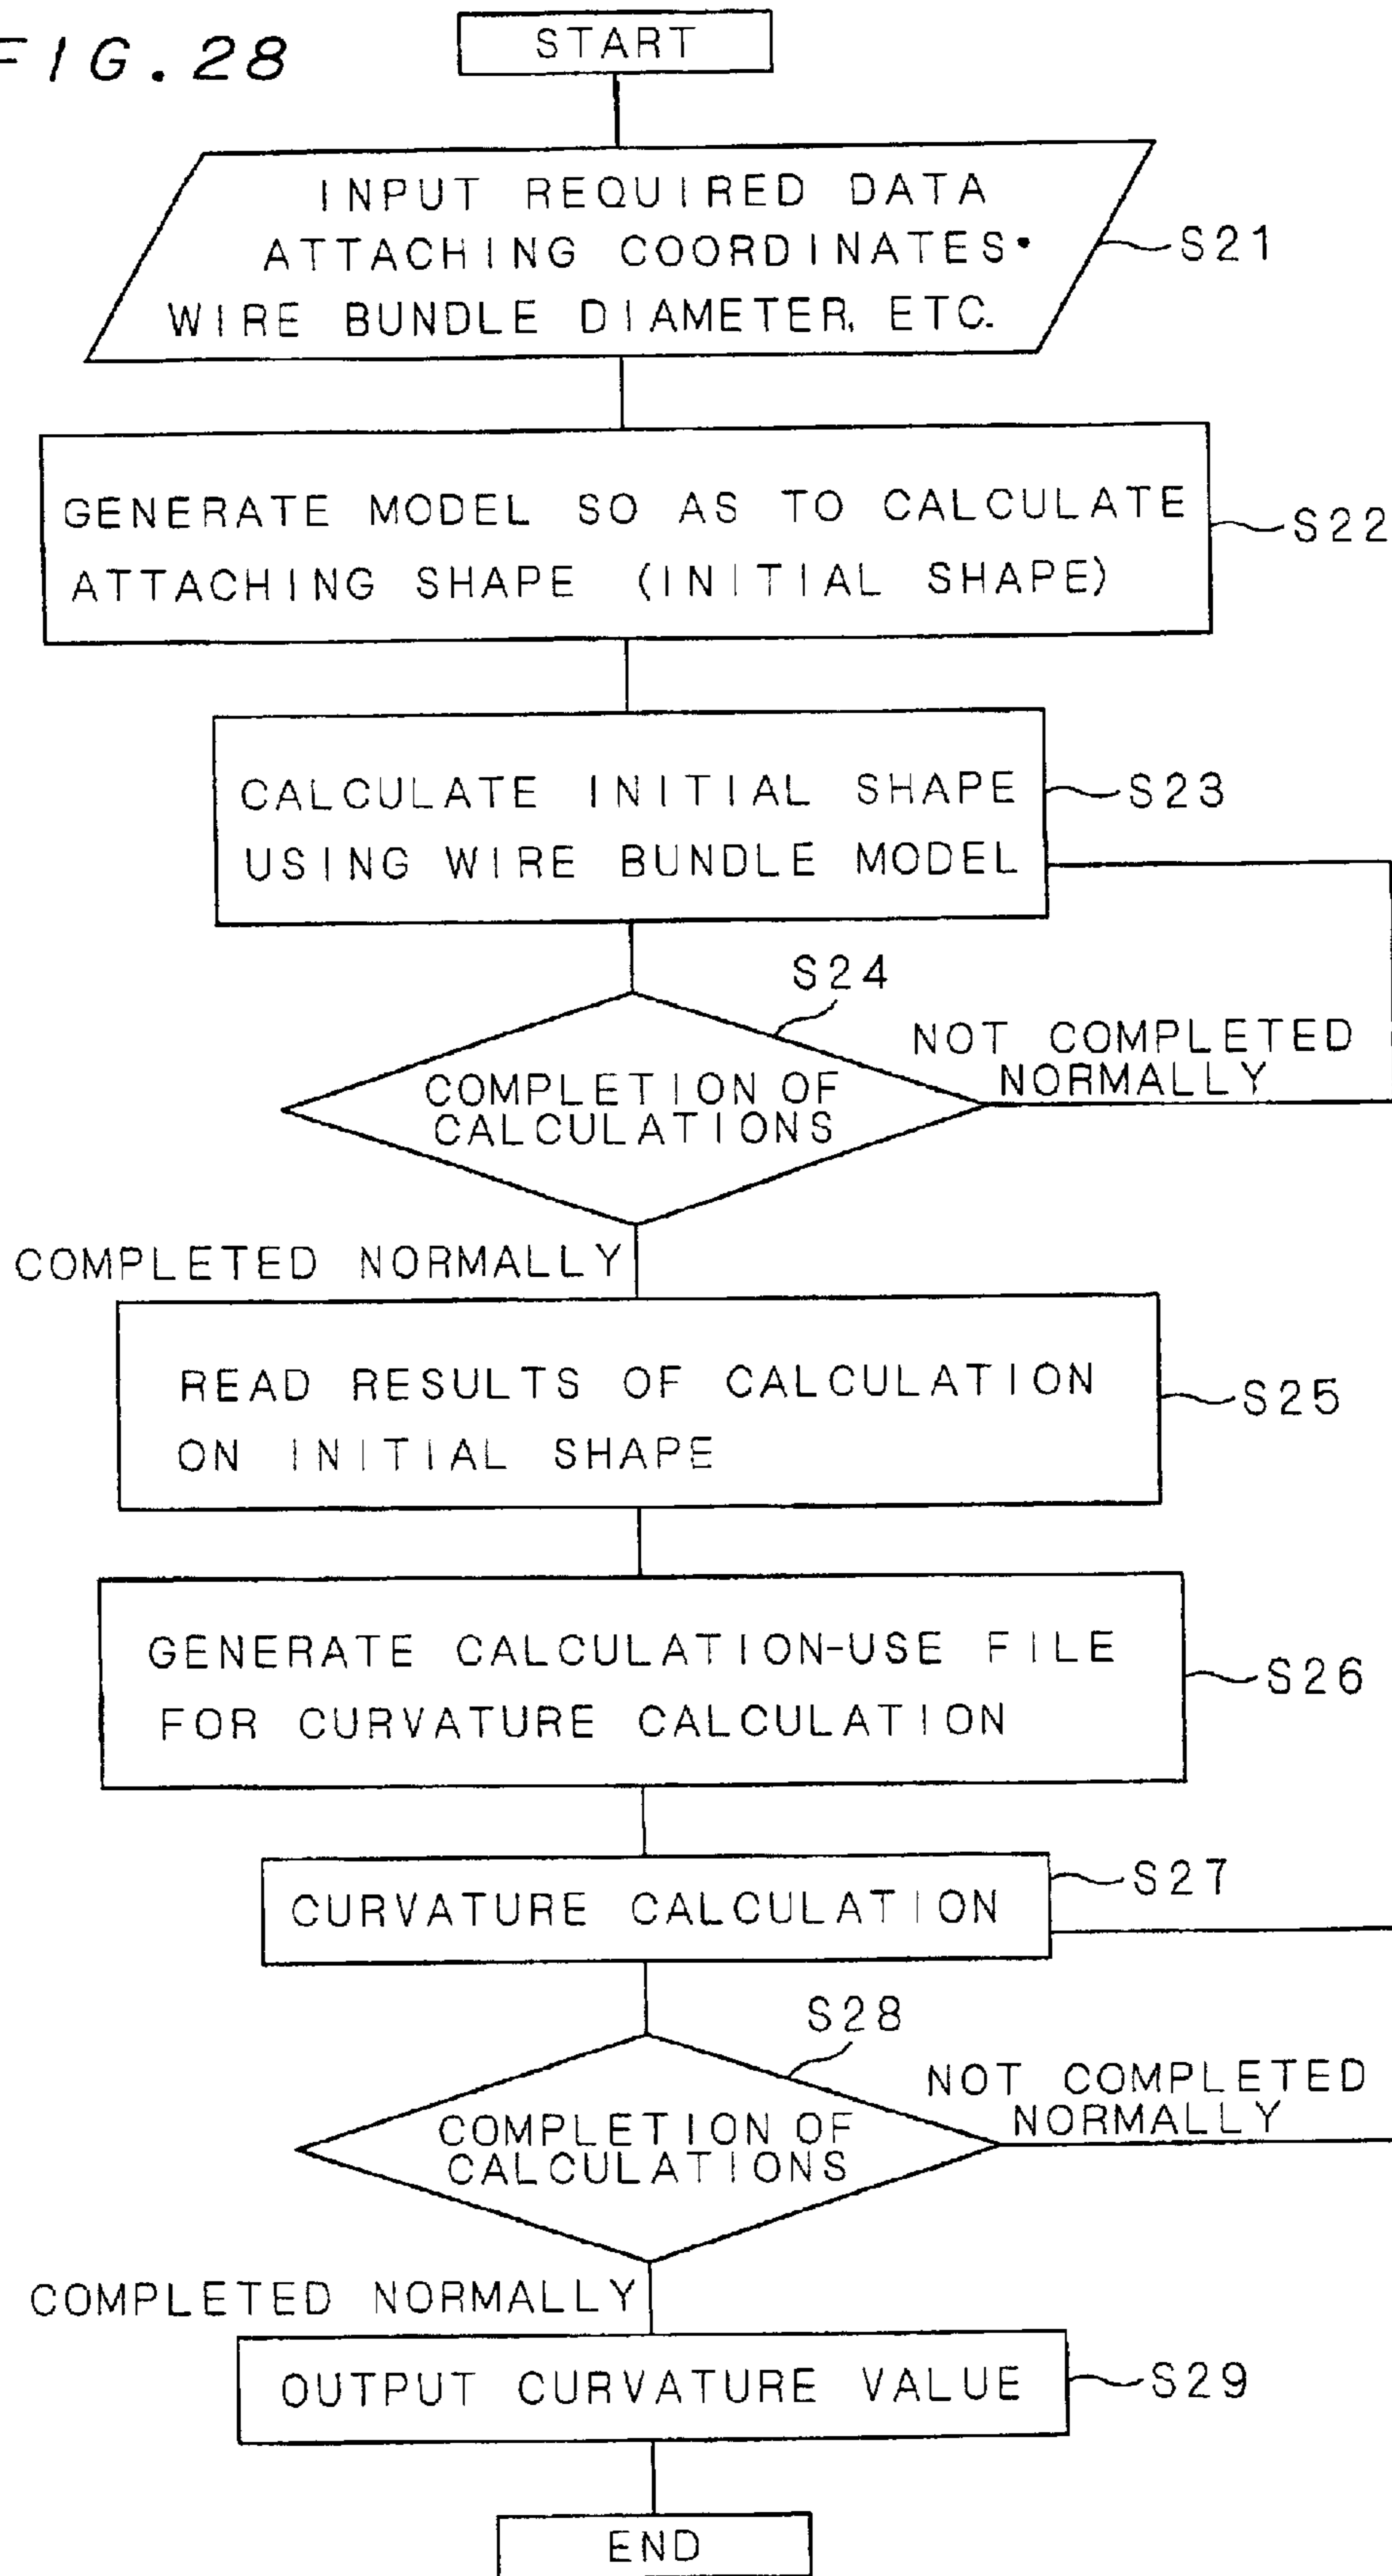 FIG. 28
START
INPUT REQUIRED DATA
ATTACHING COORDINATES•
WIRE BUNDLE DIAMETER, ETC.
S21
GENERATE MODEL SO AS TO CALCULATE
ATTACHING SHAPE (INITIAL SHAPE)
S22
CALCULATE INITIAL SHAPE
USING WIRE BUNDLE MODEL
S23
S24
COMPLETION OF
CALCULATIONS
NOT COMPLETED
NORMALLY
COMPLETED NORMALLY
READ RESULTS OF CALCULATION
ON INITIAL SHAPE
S25
GENERATE CALCULATION-USE FILE
FOR CURVATURE CALCULATION
S26
CURVATURE CALCULATION
S27
S28
COMPLETION OF
CALCULATIONS
NOT COMPLETED
NORMALLY
COMPLETED NORMALLY
OUTPUT CURVATURE VALUE
S29
END